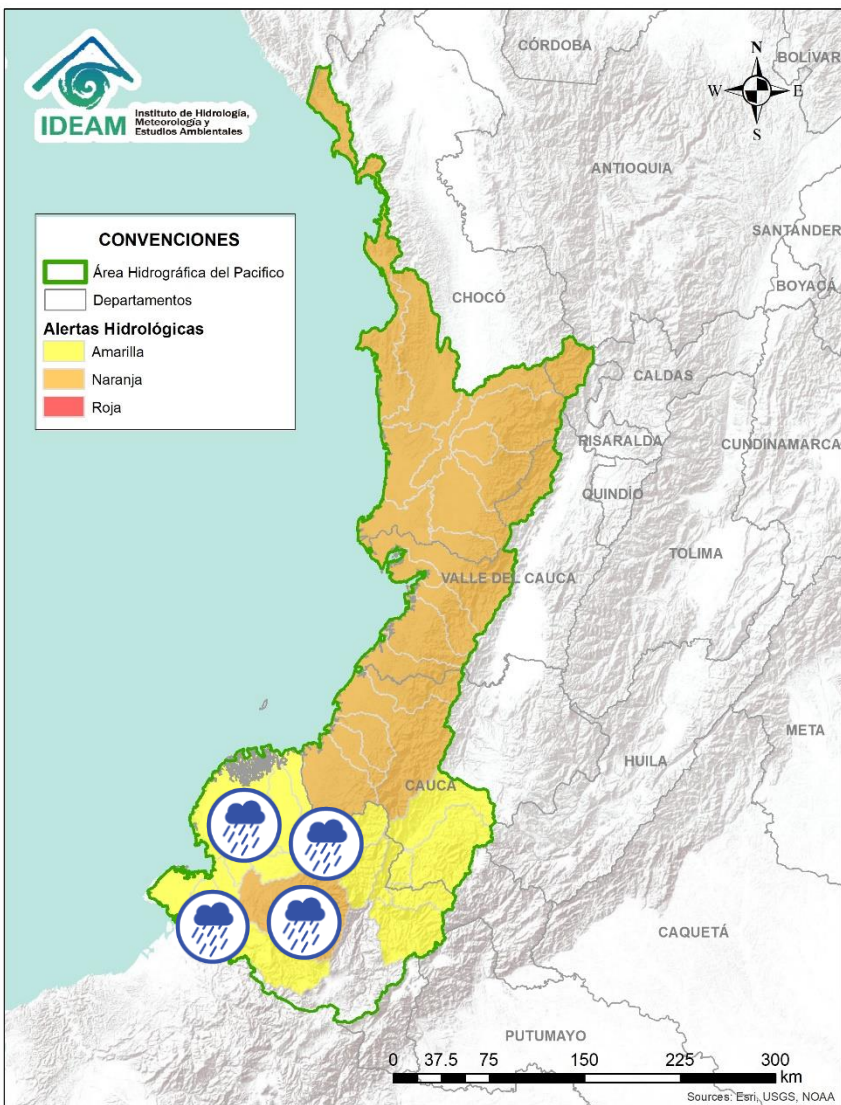 IDEAM
Instituto de Hidrología,
Meteorología y
Estudios Ambientales
N
W
E
S
CONVENCIONES
Área Hidrográfica del Pacifico
Departamentos
Alertas Hidrológicas
Amarilla
Naranja
Roja
CÓRDOBA
BOLÍVAR
ANTIOQUIA
SANTANDER
BOYACÁ
CHOCÓ
CALDAS
RISARALDA
CUNDINAMARCA
QUINDÍO
TOLIMA
VALLE DEL CAUCA
META
HUILA
CAUCA
CAQUETÁ
PUTUMAYO
0 37.5 75 150 225 300
km
Sources: Esri, USGS, NOAA